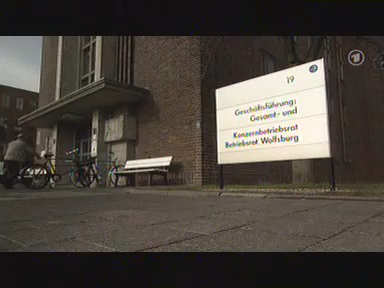 19
Geschäftsführung:
Gesamt- und
Konzernbetriebsrat
Betriebsrat Wolfsburg